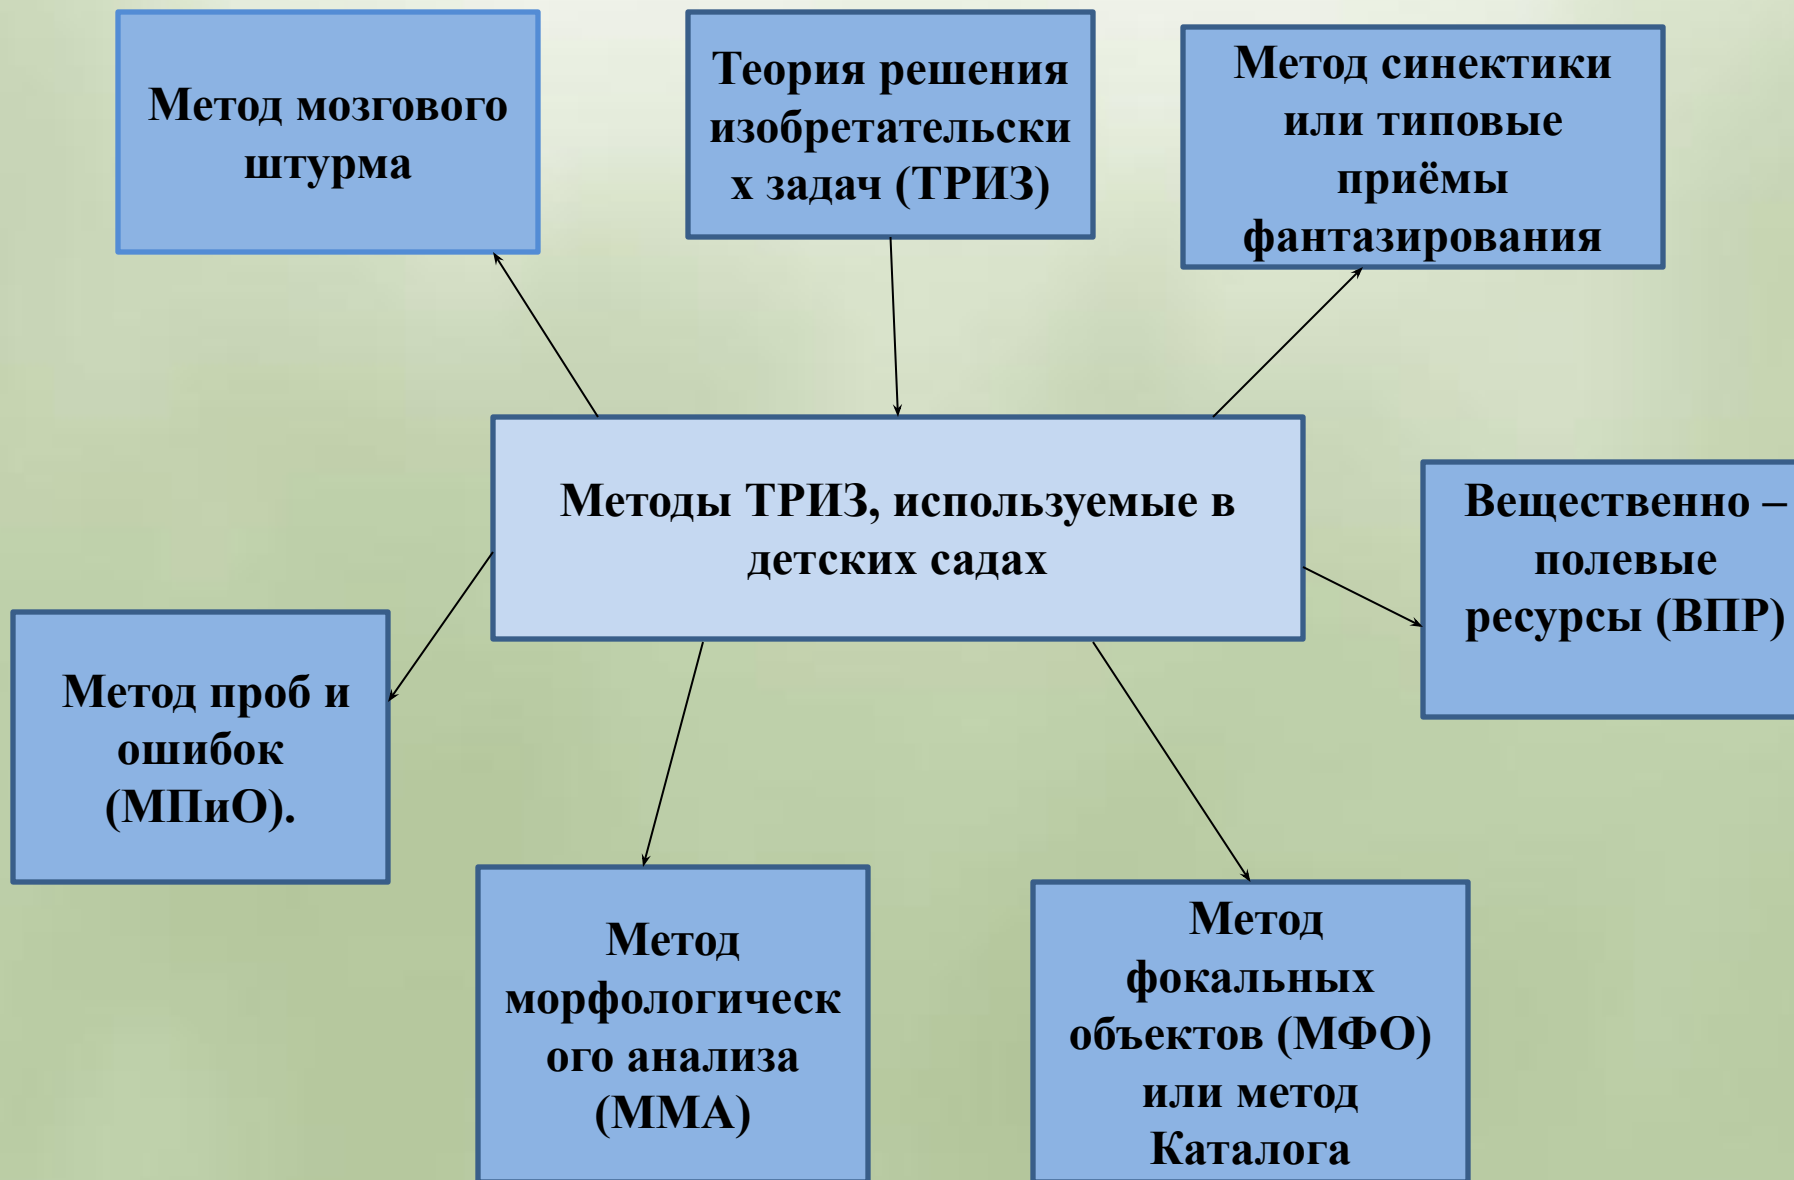 Метод мозгового
штурма
Теория решения
изобретательски
х задач (ТРИЗ)
Метод синектики
или типовые
приёмы
фантазирования
Методы ТРИЗ, используемые в
детских садах
Вещественно –
полевые
ресурсы (ВПР)
Метод проб и
ошибок
(МПиО).
Метод
морфологическ
ого анализа
(ММА)
Метод
фокальных
объектов (МФО)
или метод
Каталога